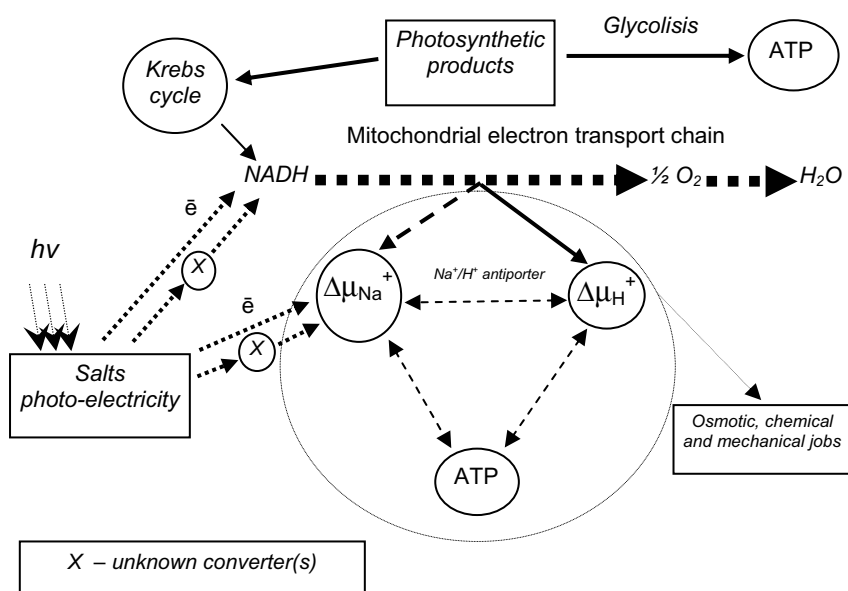 Glycolisis
Photosynthetic
products
ATP
Krebs
cycle
Mitochondrial electron transport chain
NADH
½ O₂
H₂O
ē
X
hν
Na⁺/H⁺ antiporter
Δμ_Na⁺
Δμ_H⁺
ē
X
Salts
photo-electricity
Osmotic, chemical
and mechanical jobs
ATP
X – unknown converter(s)